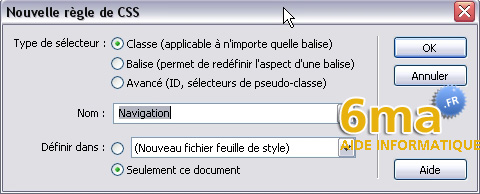 Nouvelle règle de CSS
Type de sélecteur : Classe (applicable à n'importe quelle balise)
Balise (permet de redéfinir l'aspect d'une balise)
Avancé (ID, sélecteurs de pseudo-classe)
OK
Annuler
Nom : Navigation
6ma .FR
AIDE INFORMATIQUE
Définir dans : (Nouveau fichier feuille de style)
Seulement ce document
Aide